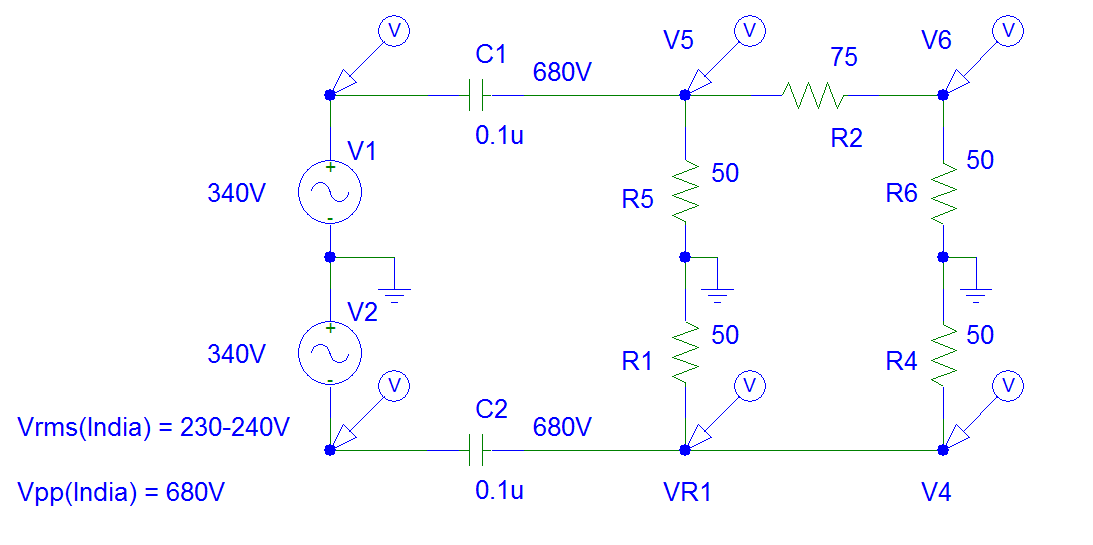 V
V
V
C1
V5
V6
680V
75
0.1u
R2
V1
+
340V
-
50
R5
50
R6
V2
+
340V
-
50
R1
50
R4
V
V
V
C2
680V
Vrms(India) = 230-240V
0.1u
VR1
V4
Vpp(India) = 680V